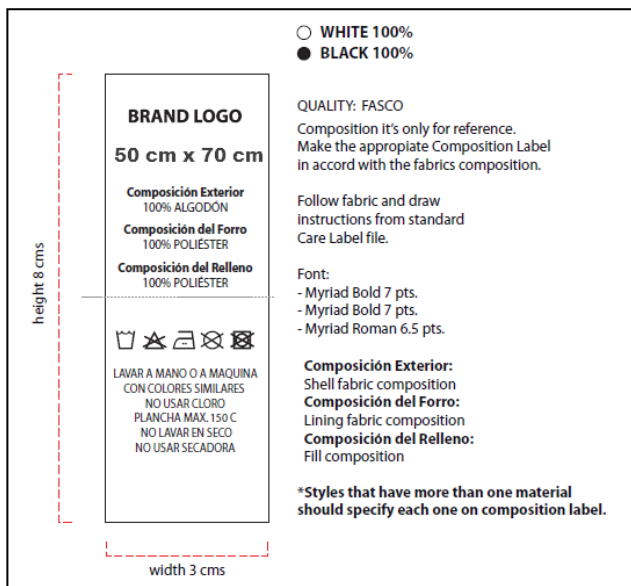 WHITE 100%
BLACK 100%
height 8 cms
BRAND LOGO
50 cm x 70 cm
Composición Exterior
100% ALGODÓN
Composición del Forro
100% POLIÉSTER
Composición del Relleno
100% POLIÉSTER
LAVAR A MANO O A MAQUINA
CON COLORES SIMILARES
NO USAR CLORO
PLANCHA MAX. 150 C
NO LAVAR EN SECO
NO USAR SECADORA
width 3 cms
QUALITY: FASCO
Composition it's only for reference.
Make the appropiate Composition Label
in accord with the fabrics composition.
Follow fabric and draw
instructions from standard
Care Label file.
Font:
- Myriad Bold 7 pts.
- Myriad Bold 7 pts.
- Myriad Roman 6.5 pts.
Composición Exterior:
Shell fabric composition
Composición del Forro:
Lining fabric composition
Composición del Relleno:
Fill composition
*Styles that have more than one material
should specify each one on composition label.